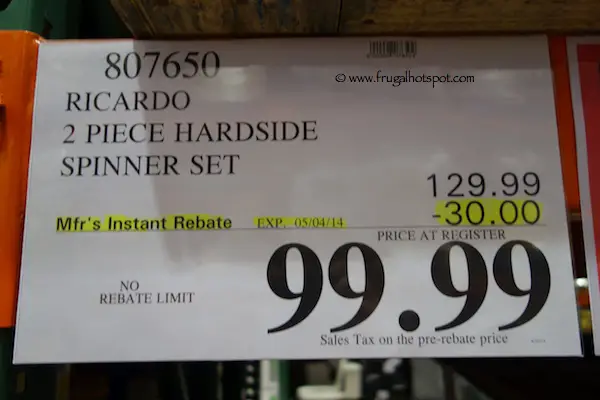 807650
© www.frugalhotspot.com
RICARDO
2 PIECE HARDSIDE
SPINNER SET
129.99
Mfr's Instant Rebate EXP. 05/04/14 -30.00
PRICE AT REGISTER
NO
REBATE LIMIT
99.99
Sales Tax on the pre-rebate price